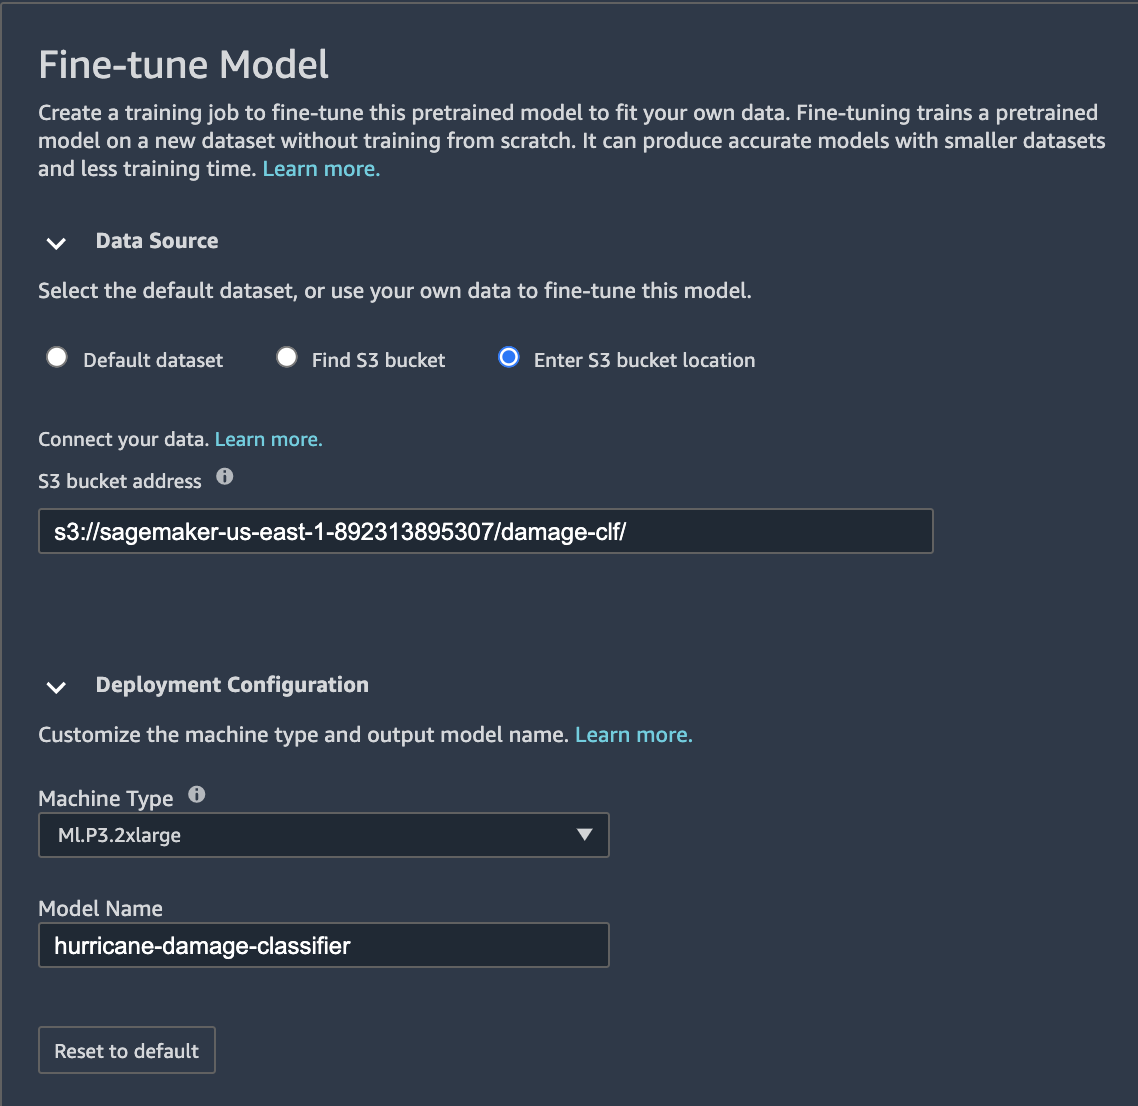 Fine-tune Model
Create a training job to fine-tune this pretrained model to fit your own data. Fine-tuning trains a pretrained
model on a new dataset without training from scratch. It can produce accurate models with smaller datasets
and less training time. Learn more.
Data Source
Select the default dataset, or use your own data to fine-tune this model.
Default dataset Find S3 bucket Enter S3 bucket location
Connect your data. Learn more.
S3 bucket address
s3://sagemaker-us-east-1-892313895307/damage-clf/
Deployment Configuration
Customize the machine type and output model name. Learn more.
Machine Type
Ml.P3.2xlarge
Model Name
hurricane-damage-classifier
Reset to default